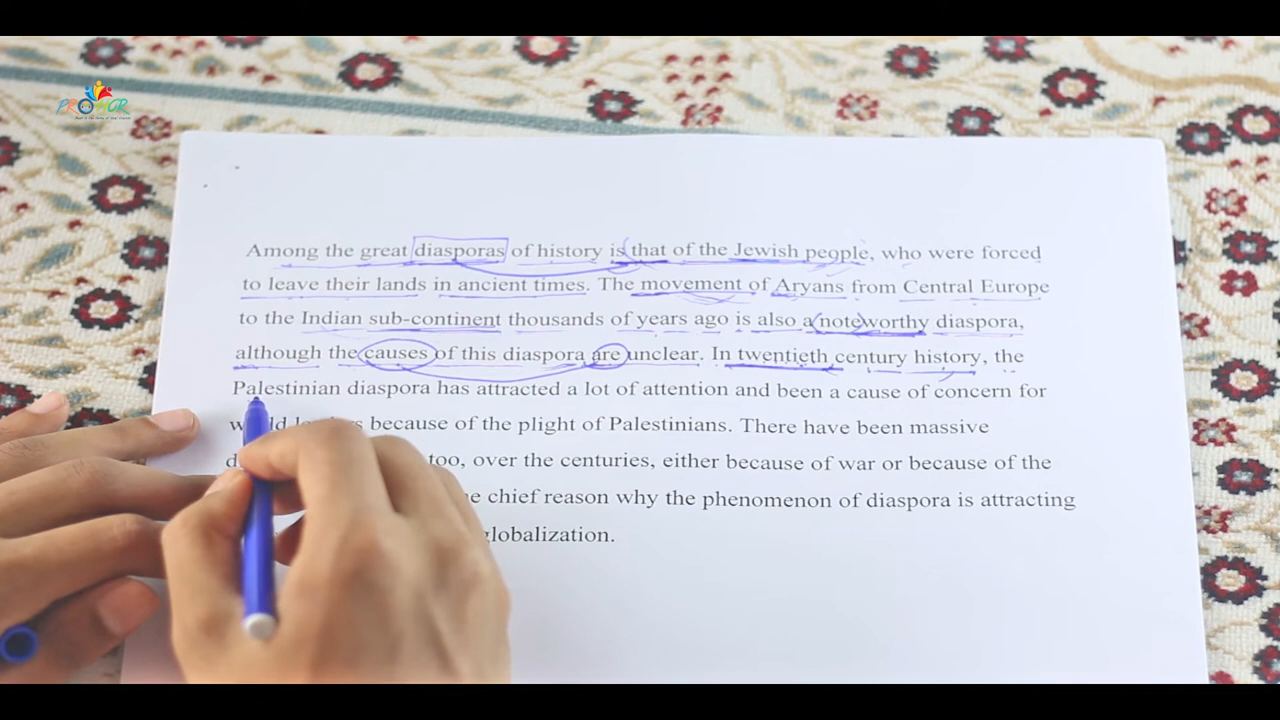 Among the great diasporas of history is that of the Jewish people, who were forced
to leave their lands in ancient times. The movement of Aryans from Central Europe
to the Indian sub-continent thousands of years ago is also a noteworthy diaspora,
although the causes of this diaspora are unclear. In twentieth century history, the
Palestinian diaspora has attracted a lot of attention and been a cause of concern for
because of the plight of Palestinians. There have been massive
too, over the centuries, either because of war or because of the
chief reason why the phenomenon of diaspora is attracting
globalization.